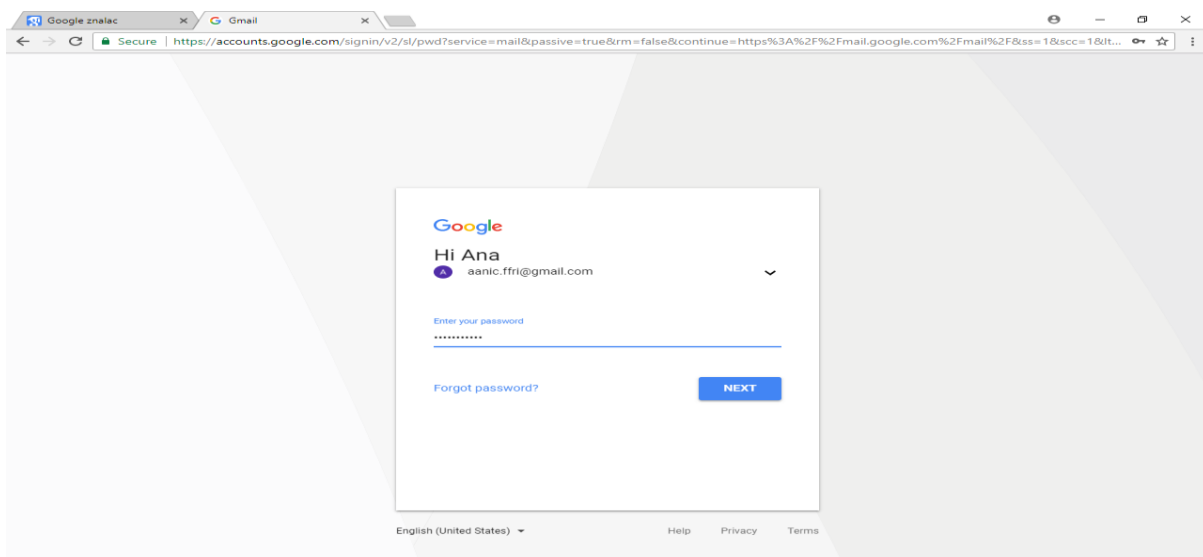 Google znalac
Gmail
Secure | https://accounts.google.com/signin/v2/sl/pwd?service=mail&passive=true&rm=false&continue=https%3A%2F%2Fmail.google.com%2Fmail%2F&ss=1&scc=1&lt...
Google
Hi Ana
A aanic.ffri@gmail.com
Enter your password
•••••••••••
Forgot password?
NEXT
English (United States)
Help Privacy Terms